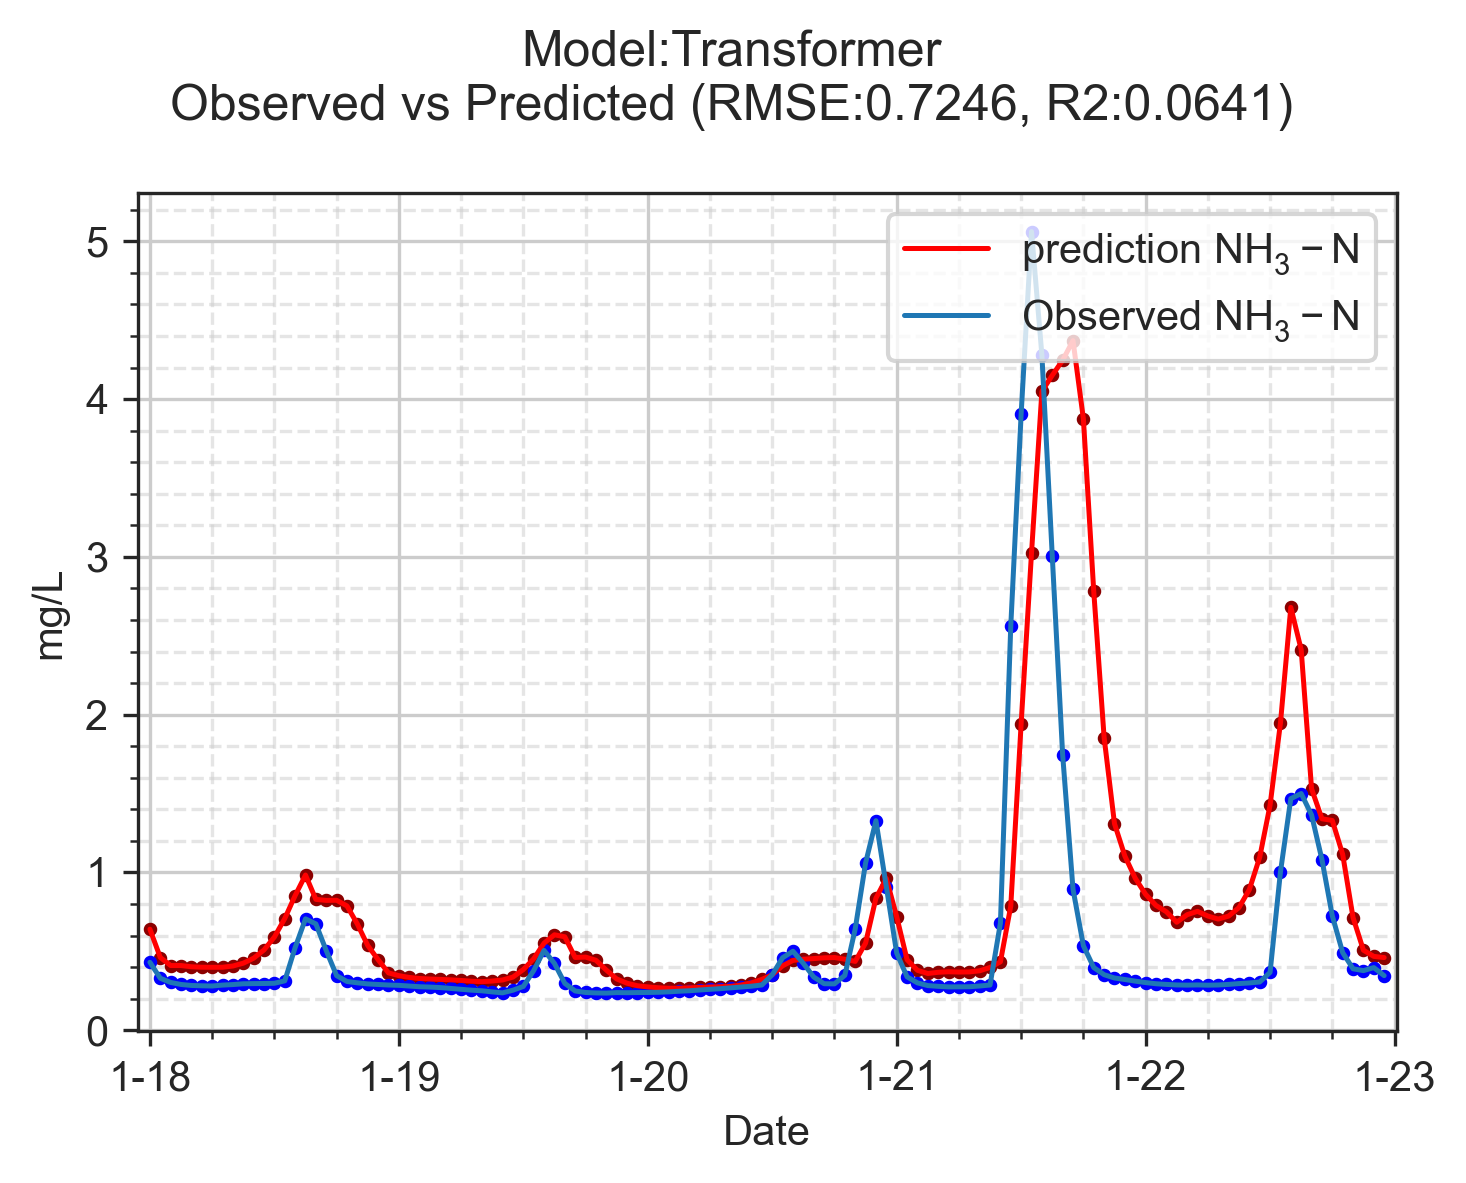 Model:Transformer
Observed vs Predicted (RMSE:0.7246, R2:0.0641)
prediction NH₃ − N
Observed NH₃ − N
5
4
3
2
1
0
mg/L
1-18 1-19 1-20 1-21 1-22 1-23
Date